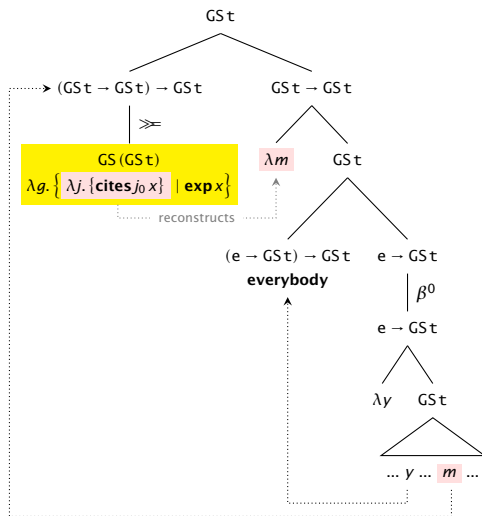 GSt
(GSt → GSt) → GSt
GSt → GSt
≫=
GS(GSt)
λg.{λj.{cites j₀ x} | exp x}
λm
GSt
reconstructs
(e → GSt) → GSt
e → GSt
everybody
β⁰
e → GSt
λy
GSt
... y ... m ...